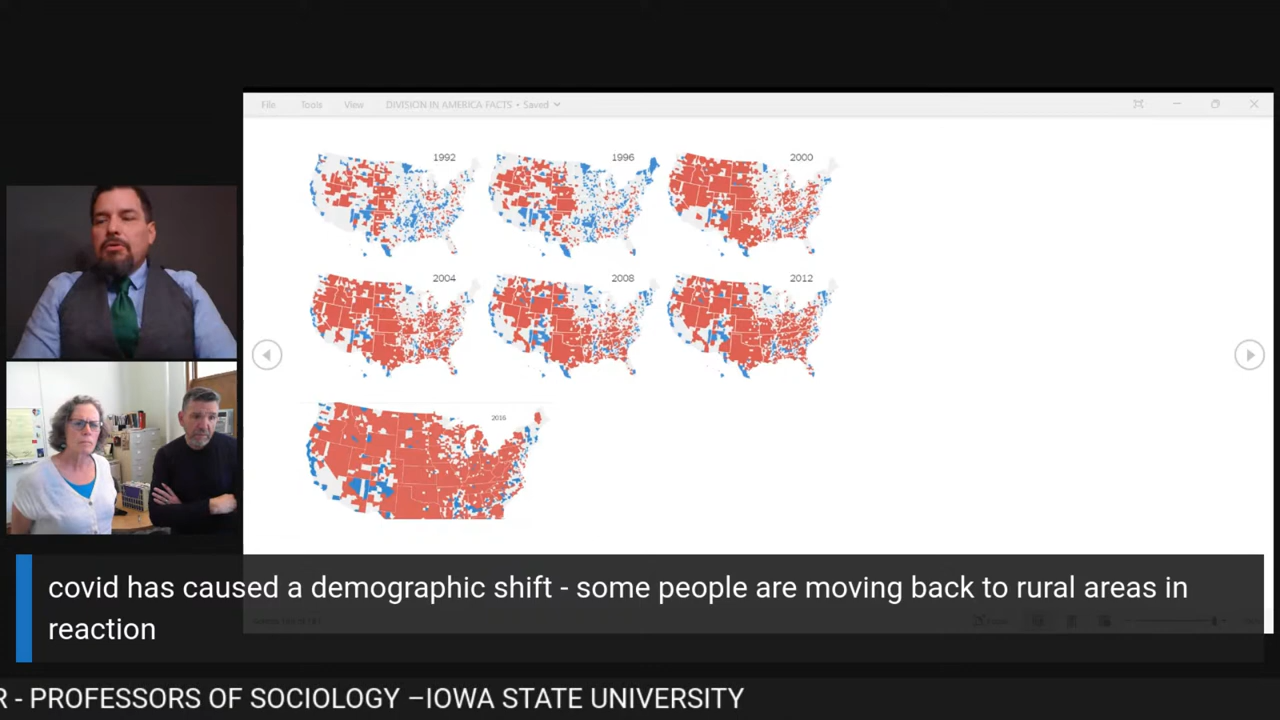 File Tools View DIVISION IN AMERICA FACTS • Saved
1992 1996 2000
2004 2008 2012
2016
covid has caused a demographic shift - some people are moving back to rural areas in
reaction
R - PROFESSORS OF SOCIOLOGY –IOWA STATE UNIVERSITY